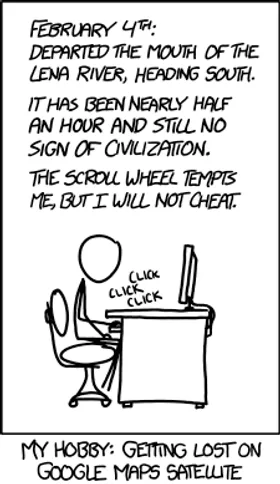 FEBRUARY 4TH:
DEPARTED THE MOUTH OF THE
LENA RIVER, HEADING SOUTH.
IT HAS BEEN NEARLY HALF
AN HOUR AND STILL NO
SIGN OF CIVILIZATION.
THE SCROLL WHEEL TEMPTS
ME, BUT I WILL NOT CHEAT.
CLICK
CLICK
CLICK
MY HOBBY: GETTING LOST ON
GOOGLE MAPS SATELLITE